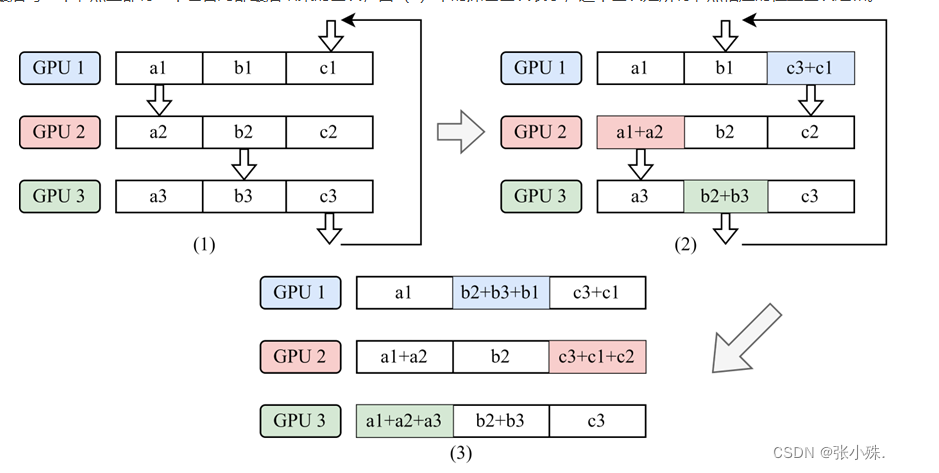 GPU 1 a1 b1 c1
GPU 2 a2 b2 c2
GPU 3 a3 b3 c3
(1)
GPU 1 a1 b1 c3+c1
GPU 2 a1+a2 b2 c2
GPU 3 a3 b2+b3 c3
(2)
GPU 1 a1 b2+b3+b1 c3+c1
GPU 2 a1+a2 b2 c3+c1+c2
GPU 3 a1+a2+a3 b2+b3 c3
(3)
CSDN @张小殊.